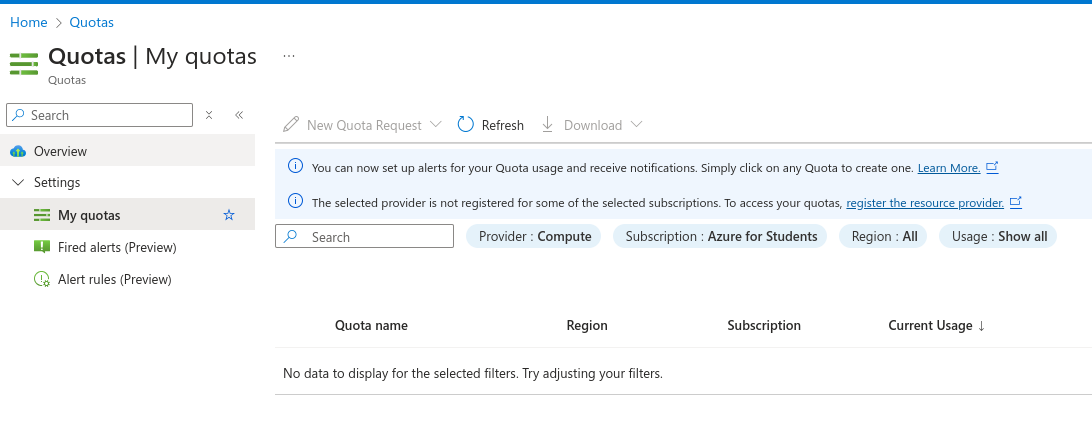 Home > Quotas
Quotas | My quotas ...
Quotas
Search
Overview
Settings
My quotas
Fired alerts (Preview)
Alert rules (Preview)
New Quota Request Refresh Download
You can now set up alerts for your Quota usage and receive notifications. Simply click on any Quota to create one. Learn More.
The selected provider is not registered for some of the selected subscriptions. To access your quotas, register the resource provider.
Search Provider : Compute Subscription : Azure for Students Region : All Usage : Show all
Quota name Region Subscription Current Usage ↓
No data to display for the selected filters. Try adjusting your filters.